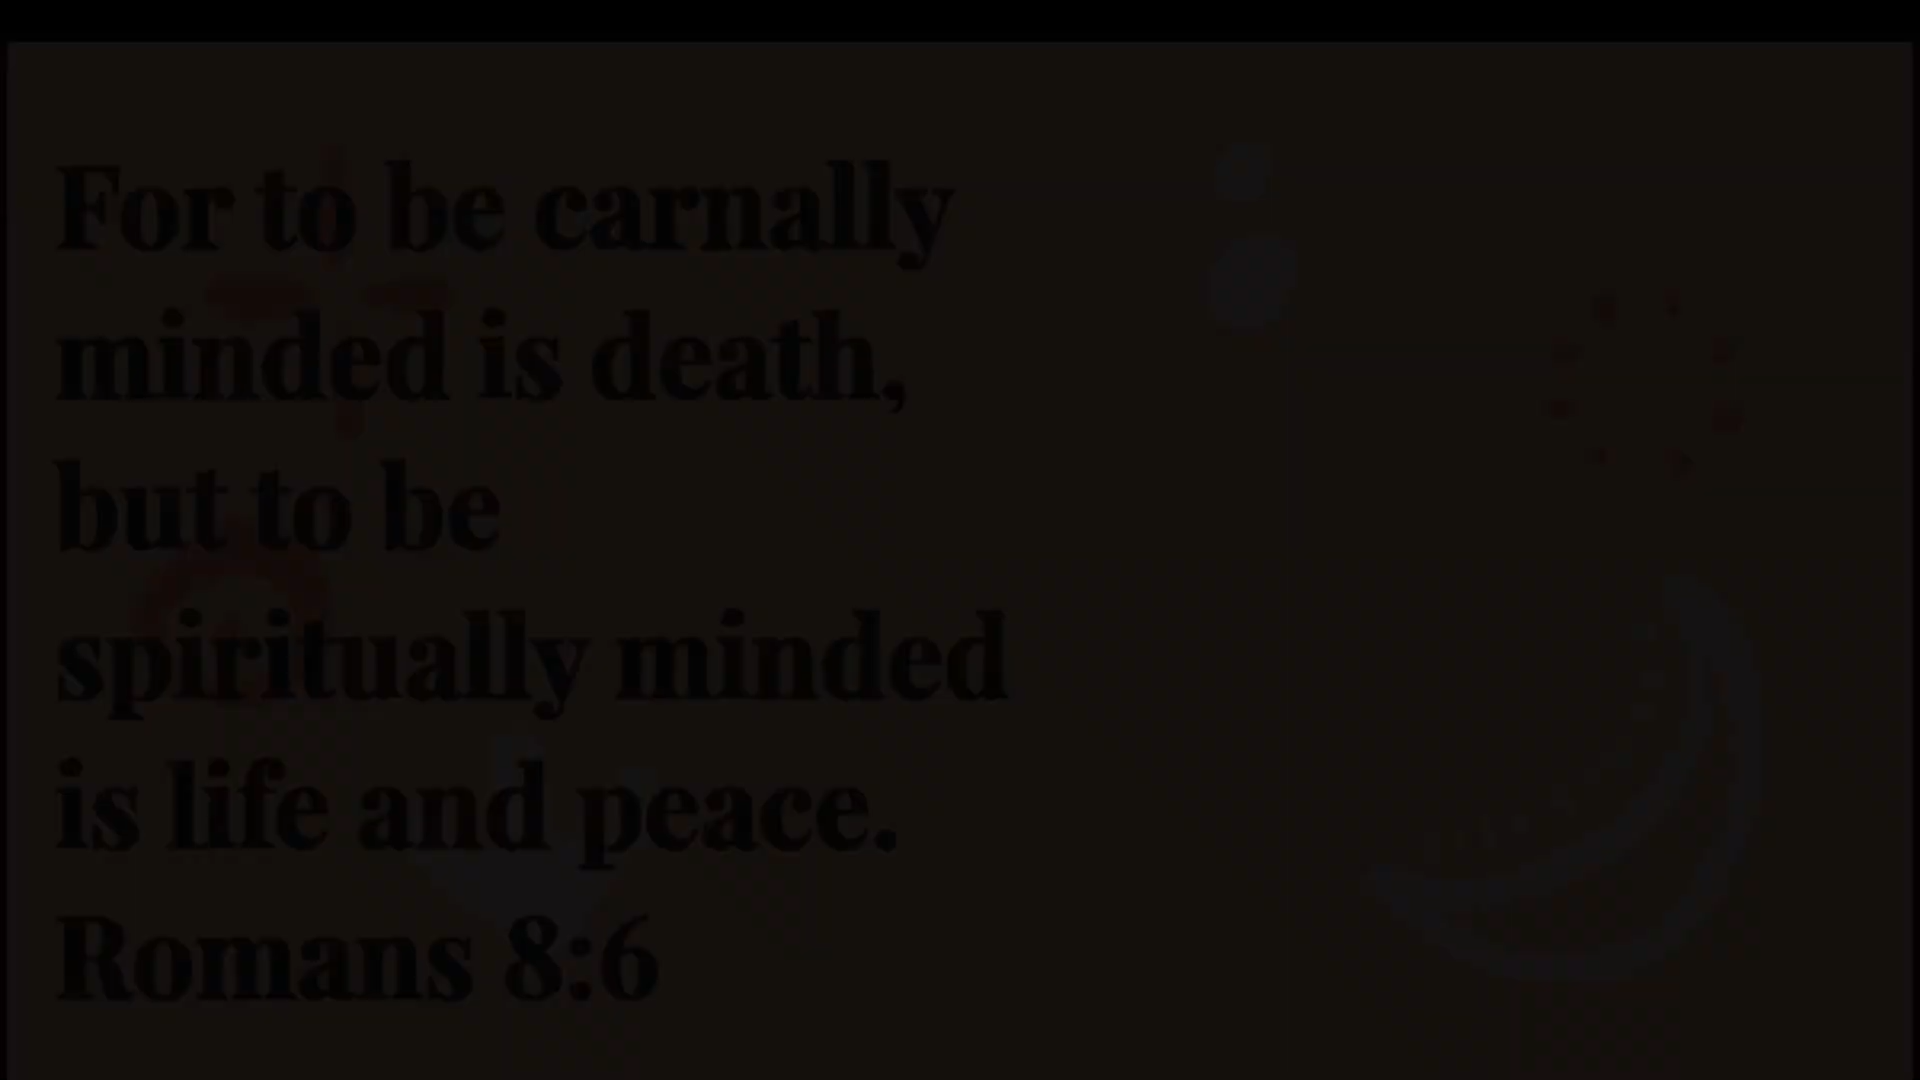 For to be carnally
minded is death,
but to be
spiritually minded
is life and peace.
Romans 8:6